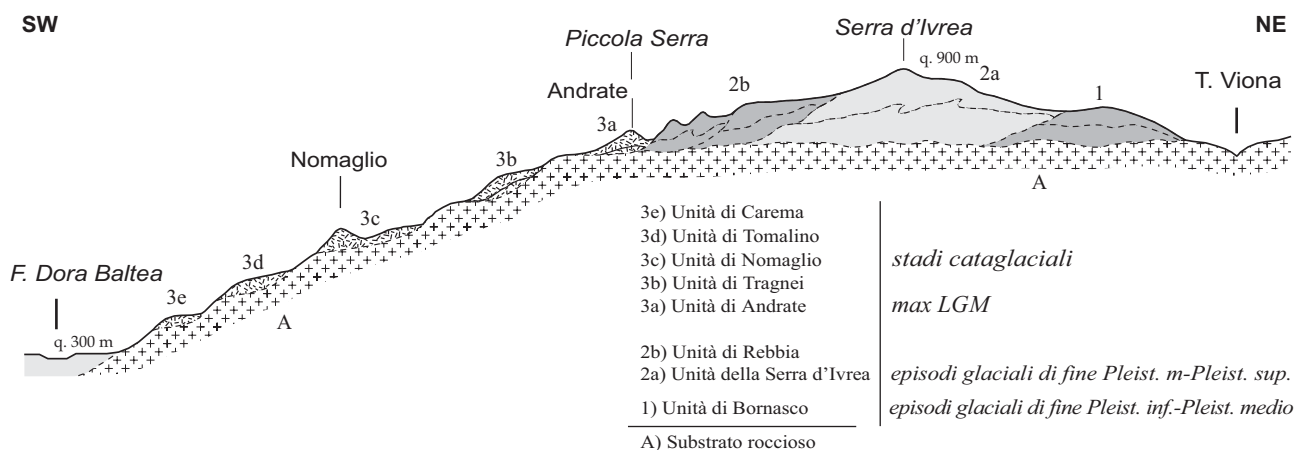 SW
NE
Piccola Serra
Serra d'Ivrea
q. 900 m
2a
2b
1
T. Viona
Andrate
3a
Nomaglio
3b
3c
A
F. Dora Baltea
3d
3e
q. 300 m
A
3e) Unità di Carema
3d) Unità di Tomalino
3c) Unità di Nomaglio
stadi cataglaciali
3b) Unità di Tragnei
3a) Unità di Andrate
max LGM
2b) Unità di Rebbia
2a) Unità della Serra d'Ivrea
episodi glaciali di fine Pleist. m-Pleist. sup.
1) Unità di Bornasco
episodi glaciali di fine Pleist. inf.-Pleist. medio
A) Substrato roccioso